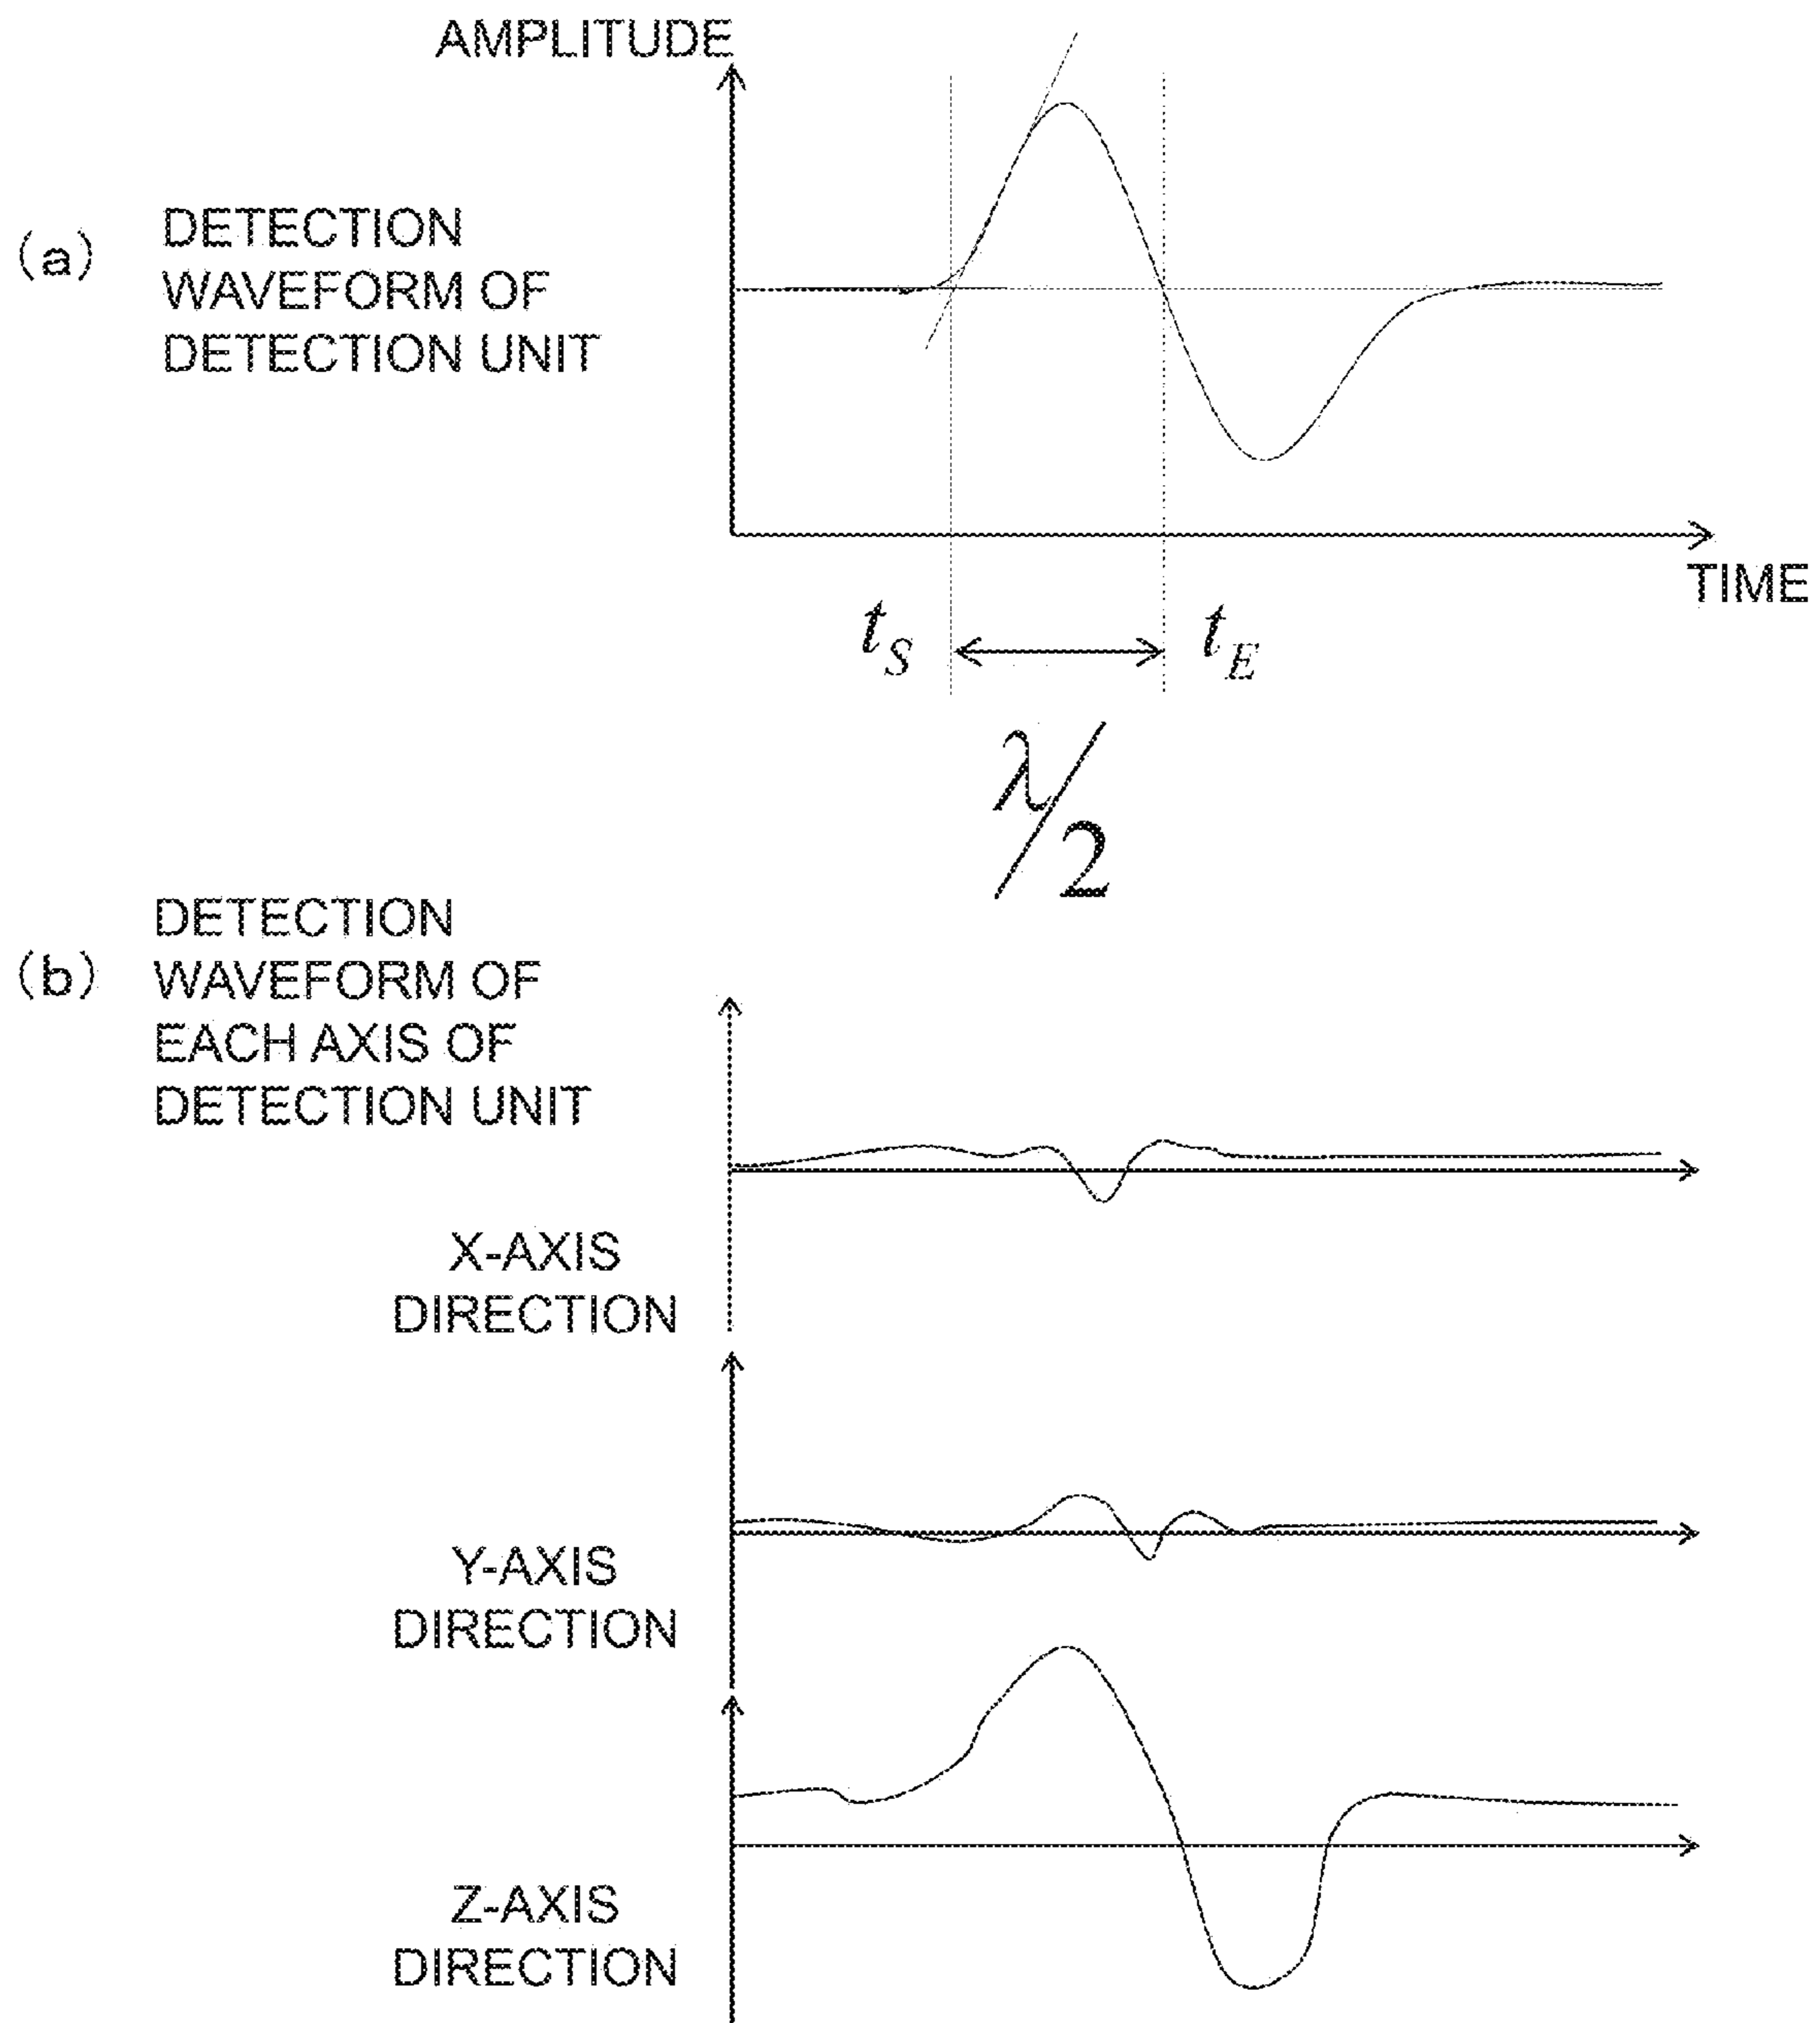 AMPLITUDE
(a) DETECTION
WAVEFORM OF
DETECTION UNIT
TIME
t_S t_E
λ/2
DETECTION
(b) WAVEFORM OF
EACH AXIS OF
DETECTION UNIT
X-AXIS
DIRECTION
Y-AXIS
DIRECTION
Z-AXIS
DIRECTION